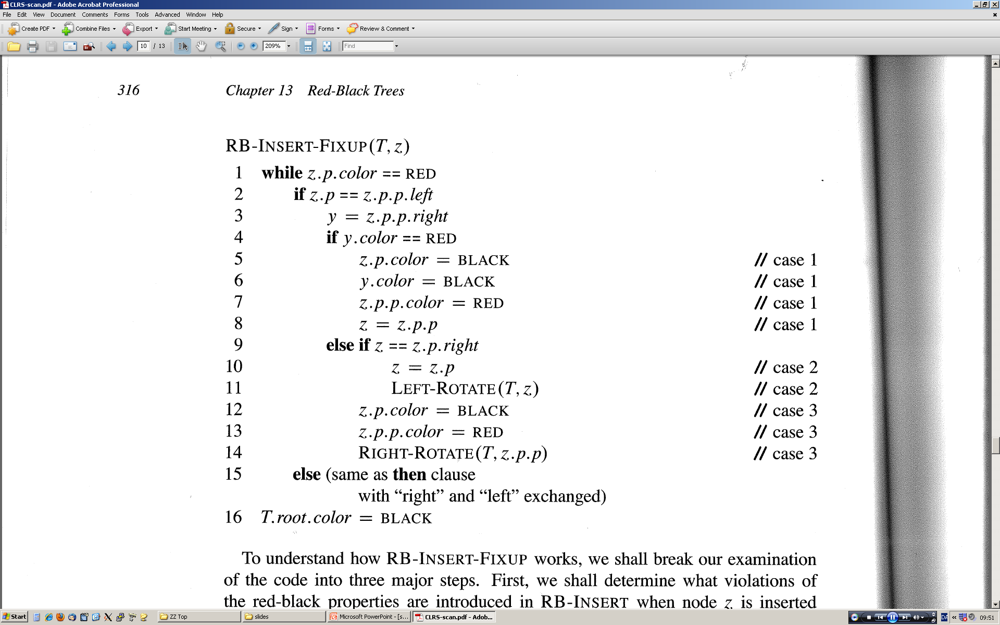 CLRS-scan.pdf - Adobe Acrobat Professional
File Edit View Document Comments Forms Tools Advanced Window Help
Create PDF Combine Files Export Start Meeting Secure Sign Forms Review & Comment
10 / 13 209% Find
316 Chapter 13 Red-Black Trees
RB-INSERT-FIXUP(T, z)
1 while z.p.color == RED
2 if z.p == z.p.p.left
3 y = z.p.p.right
4 if y.color == RED
5 z.p.color = BLACK // case 1
6 y.color = BLACK // case 1
7 z.p.p.color = RED // case 1
8 z = z.p.p // case 1
9 else if z == z.p.right
10 z = z.p // case 2
11 LEFT-ROTATE(T, z) // case 2
12 z.p.color = BLACK // case 3
13 z.p.p.color = RED // case 3
14 RIGHT-ROTATE(T, z.p.p) // case 3
15 else (same as then clause
with “right” and “left” exchanged)
16 T.root.color = BLACK
To understand how RB-INSERT-FIXUP works, we shall break our examination
of the code into three major steps. First, we shall determine what violations of
the red-black properties are introduced in RB-INSERT when node z is inserted
Start ZZ Top slides Microsoft PowerPoint - [s... CLRS-scan.pdf - Adob... DA « 09:51